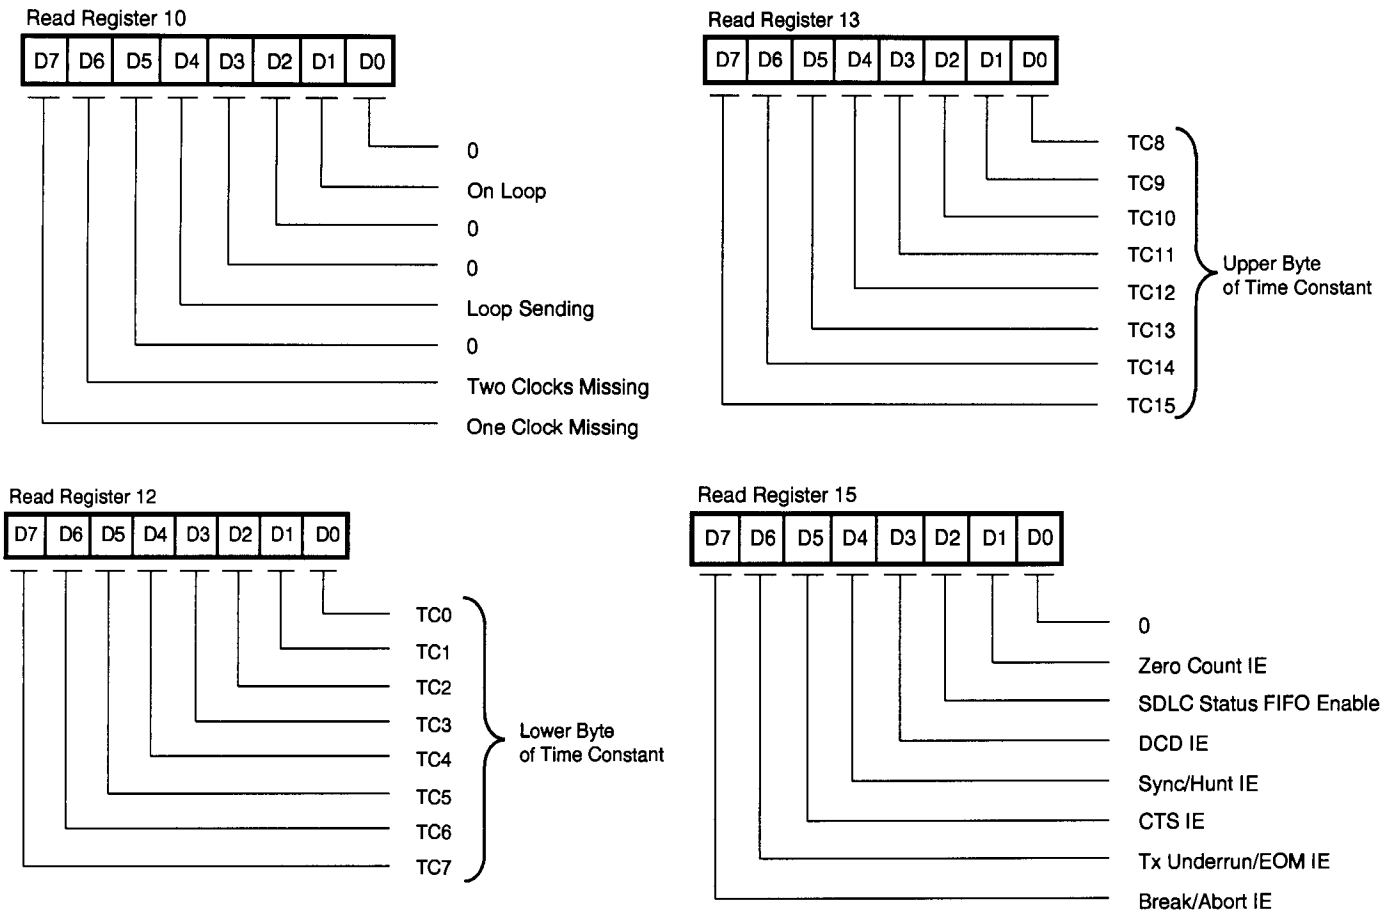 Read Register 10
D7 D6 D5 D4 D3 D2 D1 D0
0
On Loop
0
0
Loop Sending
0
Two Clocks Missing
One Clock Missing
Read Register 13
D7 D6 D5 D4 D3 D2 D1 D0
TC8
TC9
TC10
TC11
TC12
TC13
TC14
TC15
Upper Byte
of Time Constant
Read Register 12
D7 D6 D5 D4 D3 D2 D1 D0
TC0
TC1
TC2
TC3
TC4
TC5
TC6
TC7
Lower Byte
of Time Constant
Read Register 15
D7 D6 D5 D4 D3 D2 D1 D0
0
Zero Count IE
SDLC Status FIFO Enable
DCD IE
Sync/Hunt IE
CTS IE
Tx Underrun/EOM IE
Break/Abort IE